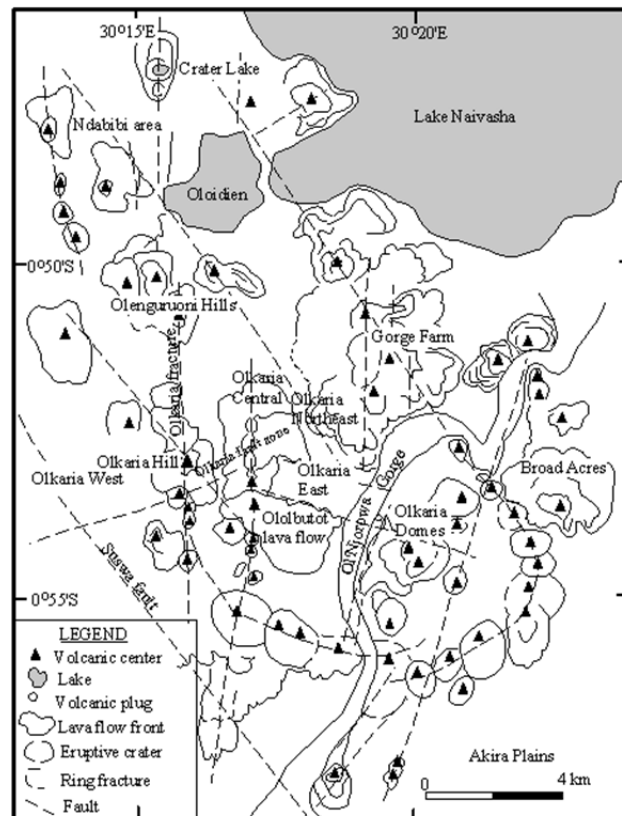 30°15'E
30°20'E
Crater Lake
Lake Naivasha
Ndabibi area
Oloidien
0°50'S
Olenguruoni Hills
Gorge Farm
Olkaria fracture
Olkaria
Central
Olkaria
Northeast
Olkaria Hill
Olkaria fault zone
Olkaria West
Olkaria
East
Broad Acres
Ololbutot
lava flow
Ol'Njorowa Gorge
Olkaria
Domes
Suswa fault
0°55'S
LEGEND
Volcanic center
Lake
Volcanic plug
Lava flow front
Eruptive crater
Ring fracture
Fault
Akira Plains
0
4 km